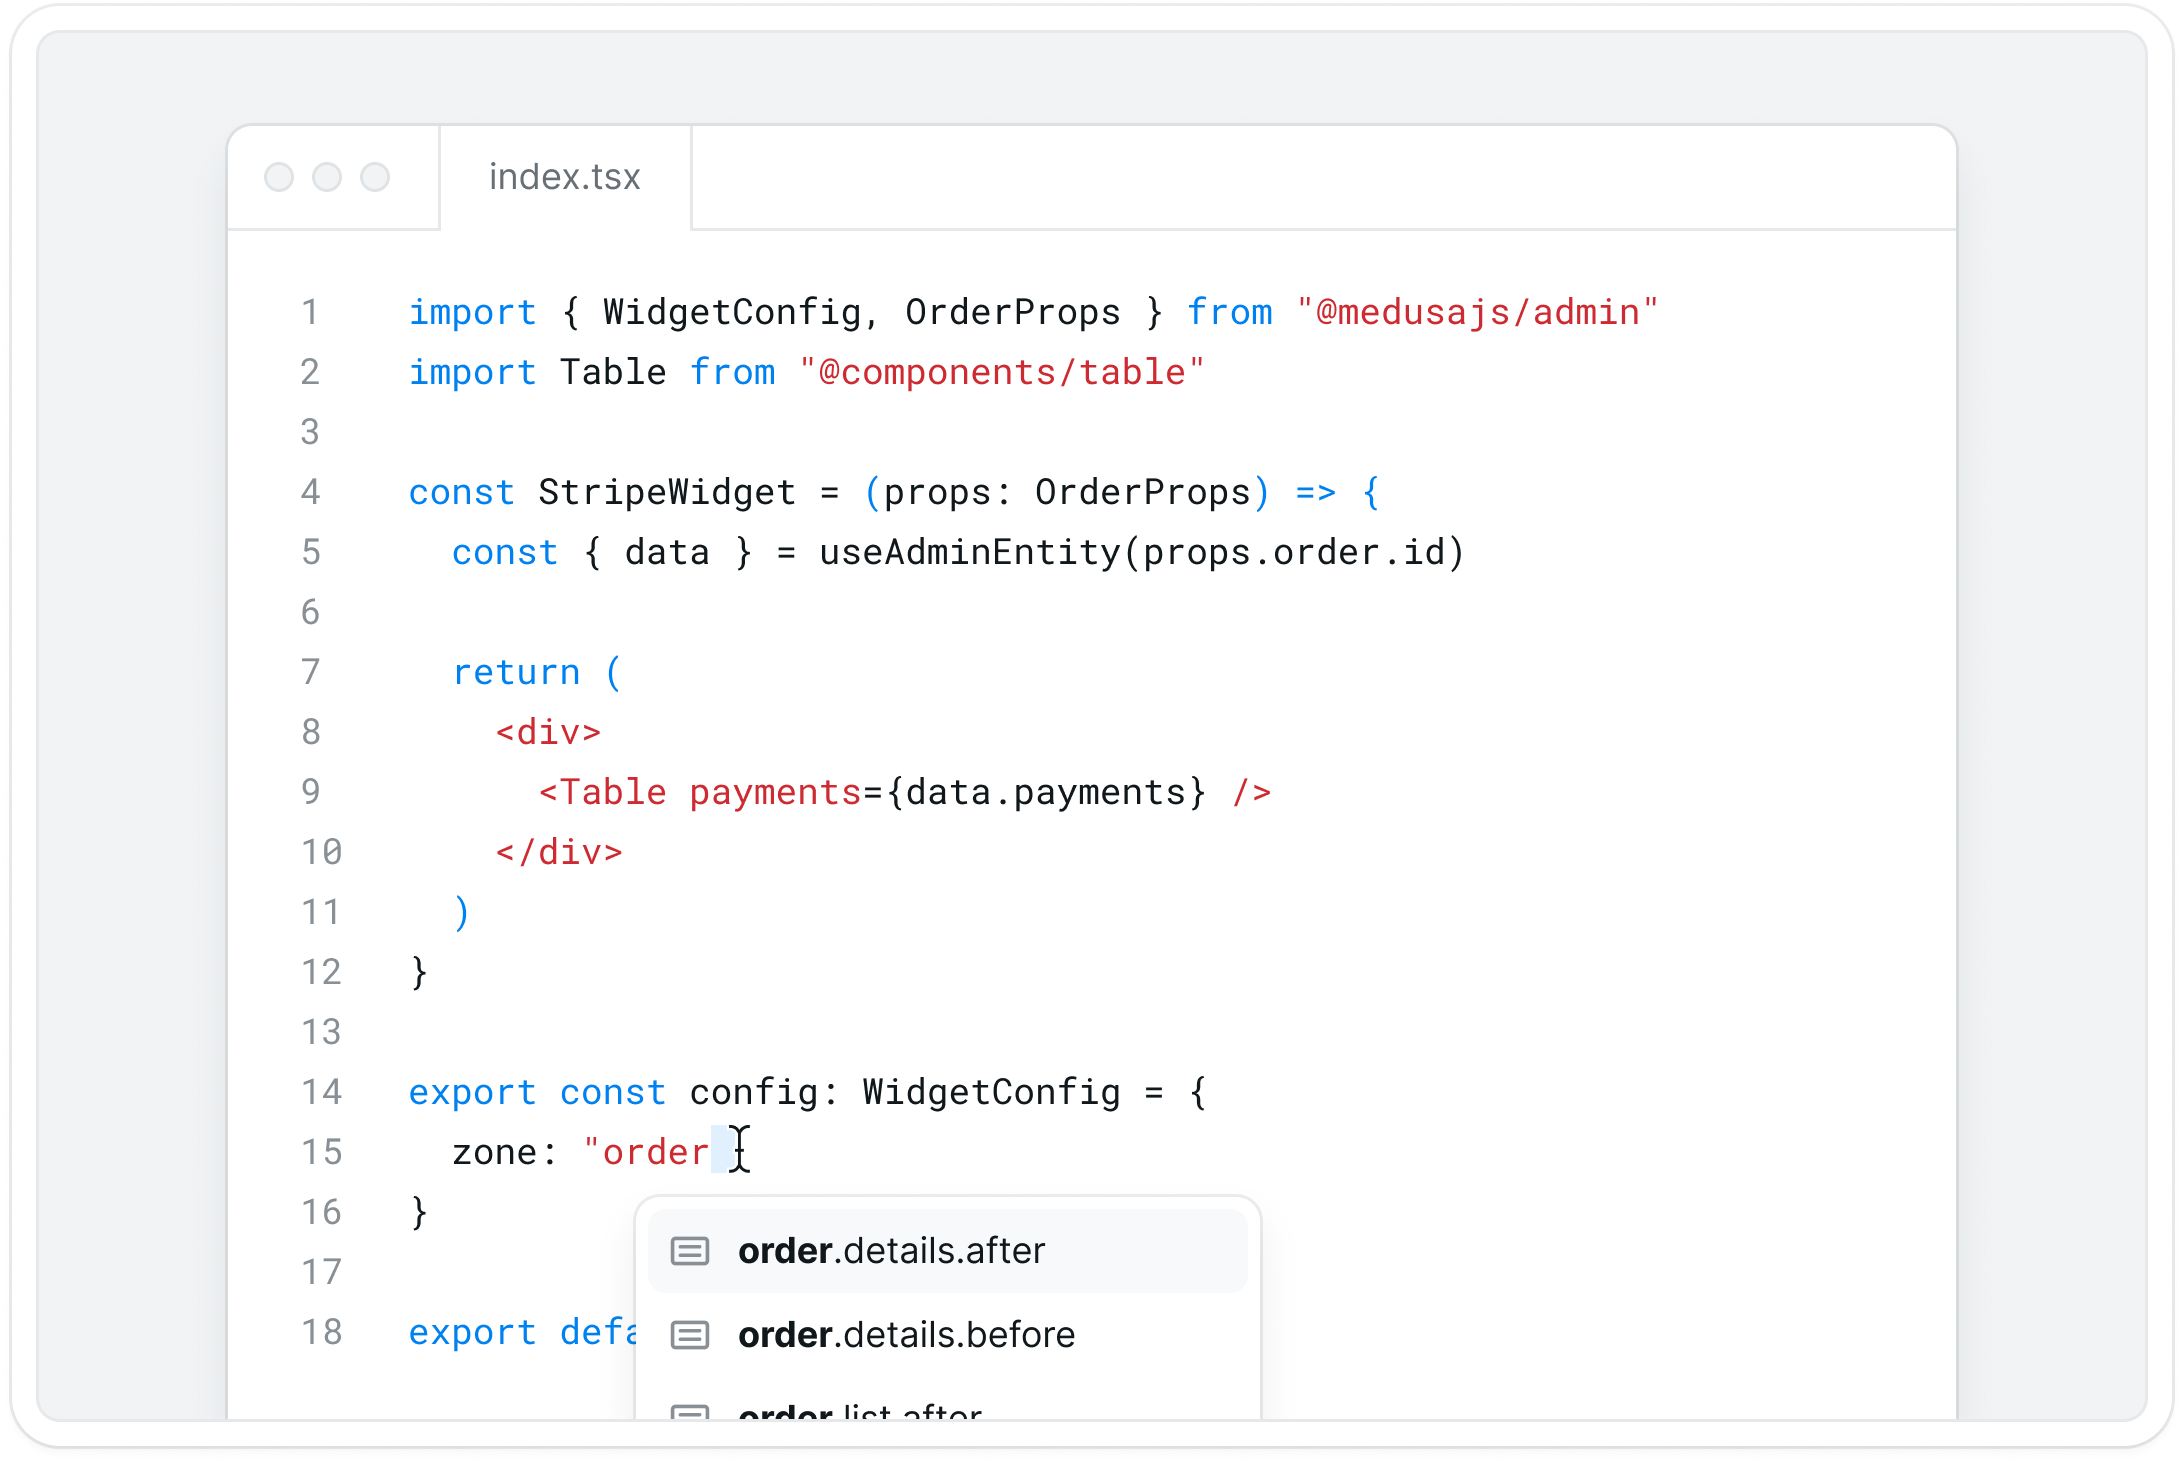 index.tsx
1 import { WidgetConfig, OrderProps } from "@medusajs/admin"
2 import Table from "@components/table"
3
4 const StripeWidget = (props: OrderProps) => {
5   const { data } = useAdminEntity(props.order.id)
6
7   return (
8     <div>
9       <Table payments={data.payments} />
10     </div>
11   )
12 }
13
14 export const config: WidgetConfig = {
15   zone: "order
16 }
order.details.after
17
18 export defa
order.details.before
order.list.after